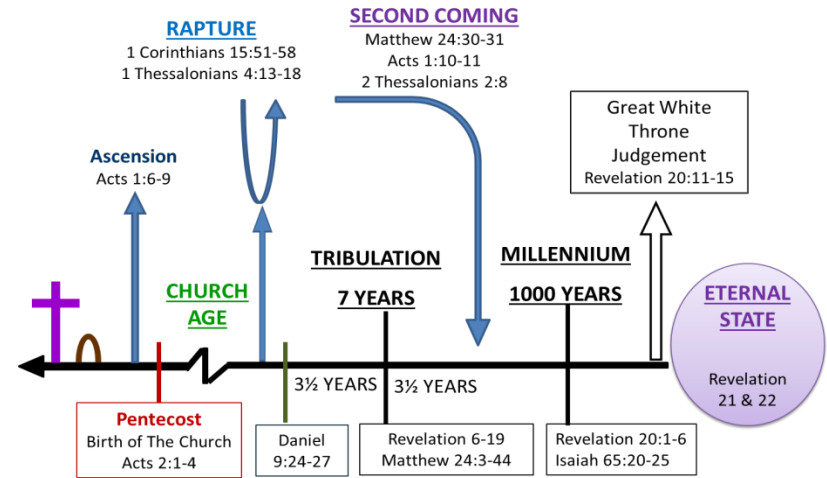 RAPTURE
1 Corinthians 15:51-58
1 Thessalonians 4:13-18
SECOND COMING
Matthew 24:30-31
Acts 1:10-11
2 Thessalonians 2:8
Great White
Throne
Judgement
Revelation 20:11-15
Ascension
Acts 1:6-9
CHURCH
AGE
TRIBULATION
7 YEARS
MILLENNIUM
1000 YEARS
ETERNAL
STATE
Revelation
21 & 22
3½ YEARS
3½ YEARS
Pentecost
Birth of The Church
Acts 2:1-4
Daniel
9:24-27
Revelation 6-19
Matthew 24:3-44
Revelation 20:1-6
Isaiah 65:20-25